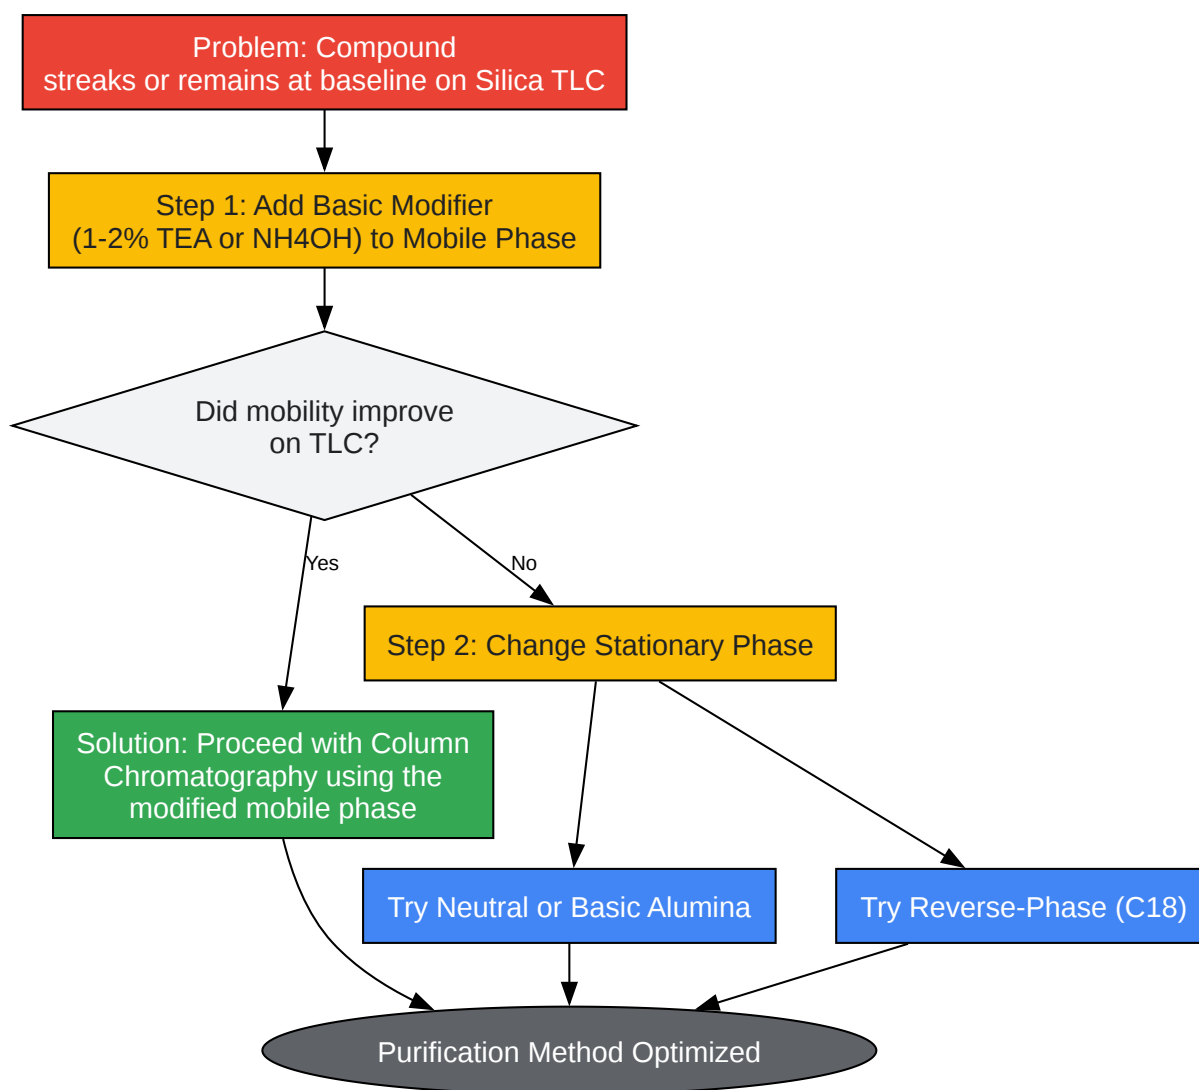 Problem: Compound
streaks or remains at baseline on Silica TLC
Step 1: Add Basic Modifier
(1-2% TEA or NH4OH) to Mobile Phase
Did mobility improve
on TLC?
Yes
No
Step 2: Change Stationary Phase
Solution: Proceed with Column
Chromatography using the
modified mobile phase
Try Neutral or Basic Alumina
Try Reverse-Phase (C18)
Purification Method Optimized